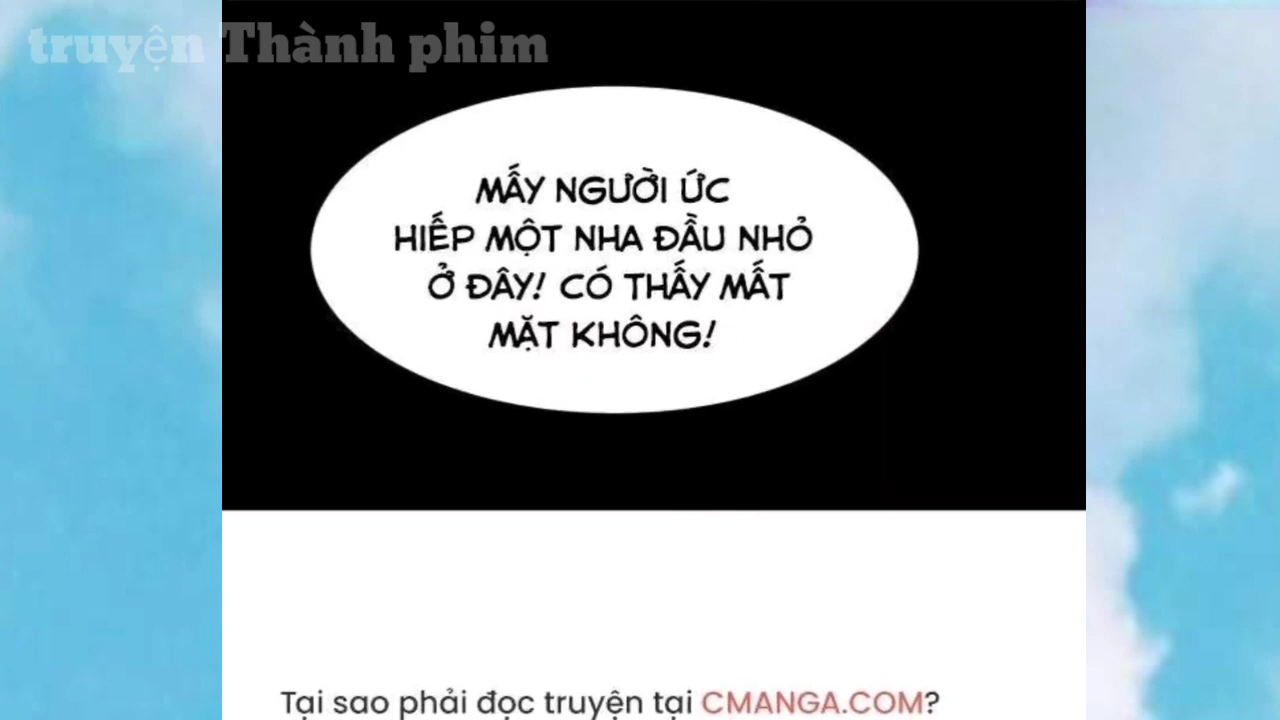 truyện Thành phim
MẤY NGƯỜI ỨC
HIẾP MỘT NHA ĐẦU NHỎ
Ở ĐÂY! CÓ THẤY MẤT
MẶT KHÔNG!
Tại sao phải đọc truyện tại CMANGA.COM?